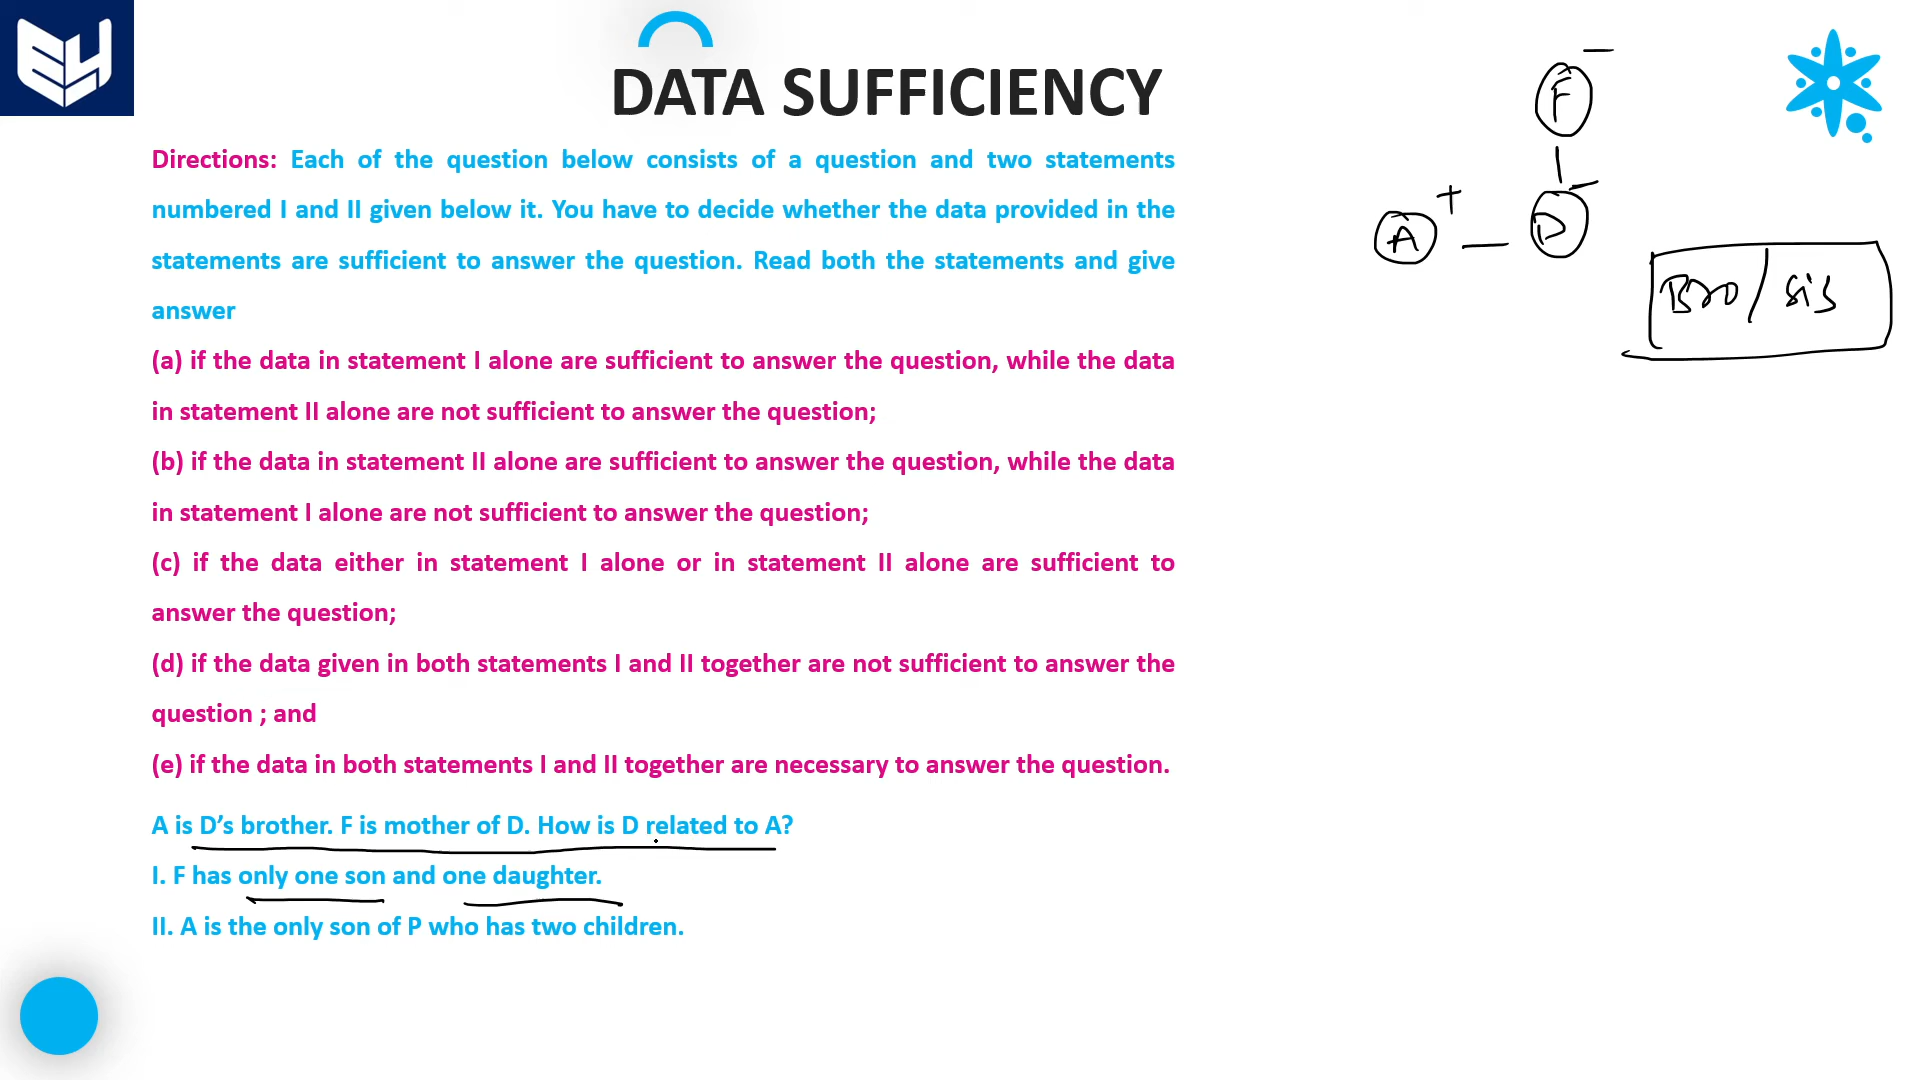 DATA SUFFICIENCY
Directions: Each of the question below consists of a question and two statements
numbered I and II given below it. You have to decide whether the data provided in the
statements are sufficient to answer the question. Read both the statements and give
answer
(a) if the data in statement I alone are sufficient to answer the question, while the data
in statement II alone are not sufficient to answer the question;
(b) if the data in statement II alone are sufficient to answer the question, while the data
in statement I alone are not sufficient to answer the question;
(c) if the data either in statement I alone or in statement II alone are sufficient to
answer the question;
(d) if the data given in both statements I and II together are not sufficient to answer the
question ; and
(e) if the data in both statements I and II together are necessary to answer the question.
A is D’s brother. F is mother of D. How is D related to A?
I. F has only one son and one daughter.
II. A is the only son of P who has two children.
F −
A + — D −
Bro / sis